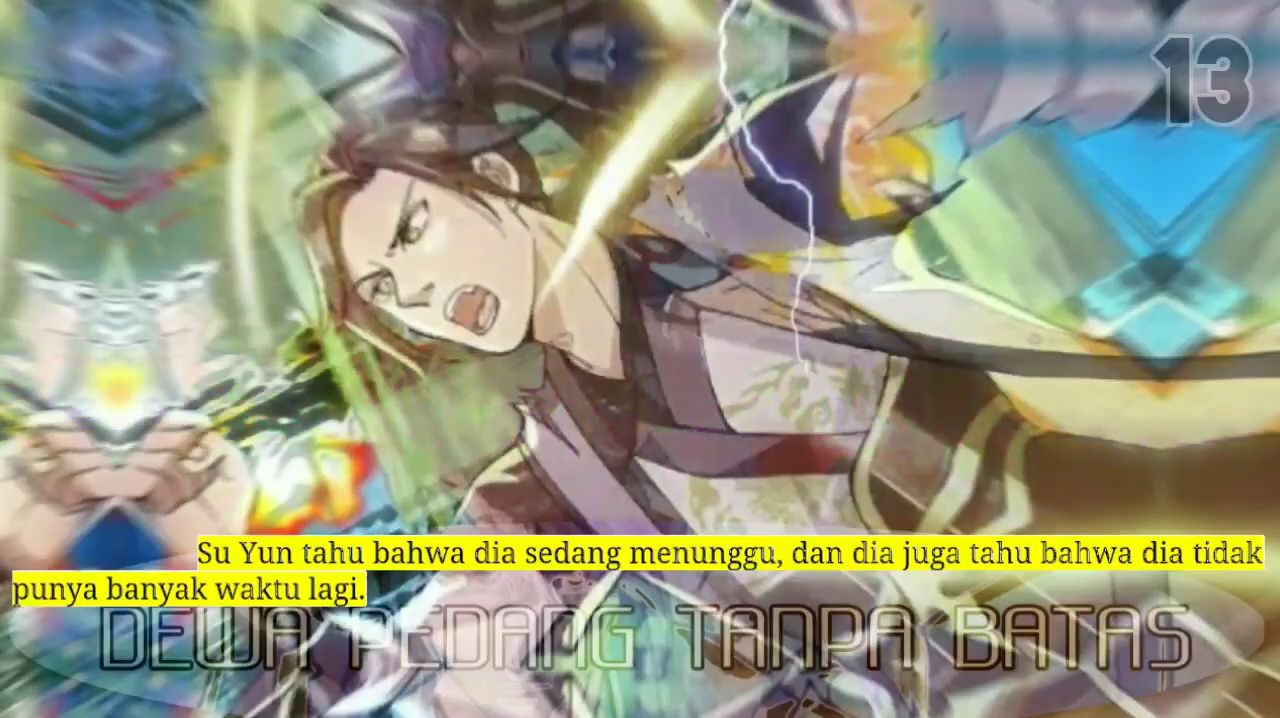 13
Su Yun tahu bahwa dia sedang menunggu, dan dia juga tahu bahwa dia tidak
punya banyak waktu lagi.
DEWA PEDANG TANPA BATAS